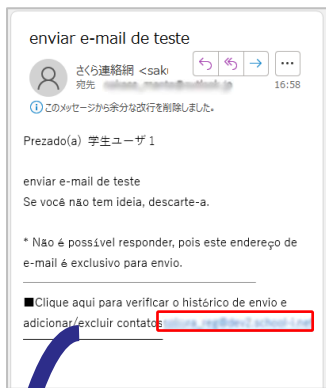 enviar e-mail de teste
さくら連絡網 <sak
宛先
16:58
このメッセージから余分な改行を削除しました。
Prezado(a) 学生ユーザ1
enviar e-mail de teste
Se você não tem ideia, descarte-a.
* Não é possível responder, pois este endereço de
e-mail é exclusivo para envio.
■Clique aqui para verificar o histórico de envio e
adicionar/excluir contatos